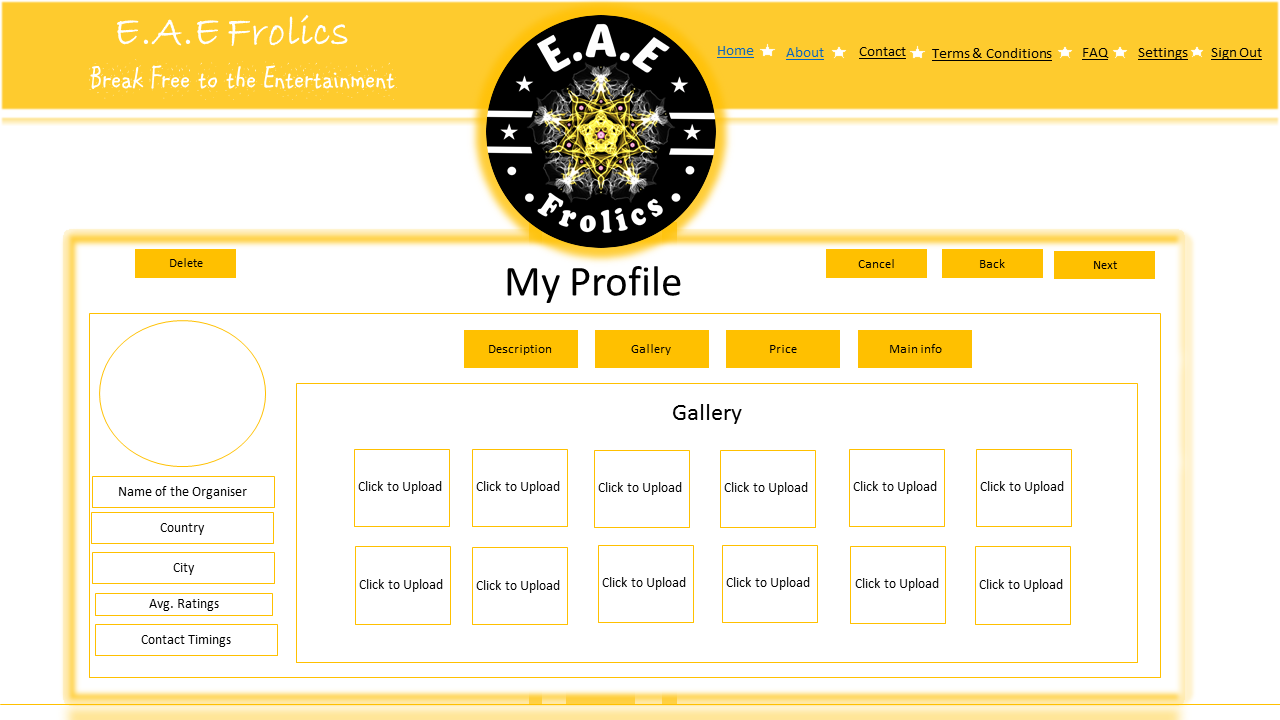 E.A.E Frolics
Break Free to the Entertainment
E.A.E
Frolics
Home About Contact Terms & Conditions FAQ Settings Sign Out
Delete
My Profile
Cancel Back Next
Description Gallery Price Main info
Name of the Organiser
Country
City
Avg. Ratings
Contact Timings
Gallery
Click to Upload Click to Upload Click to Upload Click to Upload Click to Upload Click to Upload
Click to Upload Click to Upload Click to Upload Click to Upload Click to Upload Click to Upload